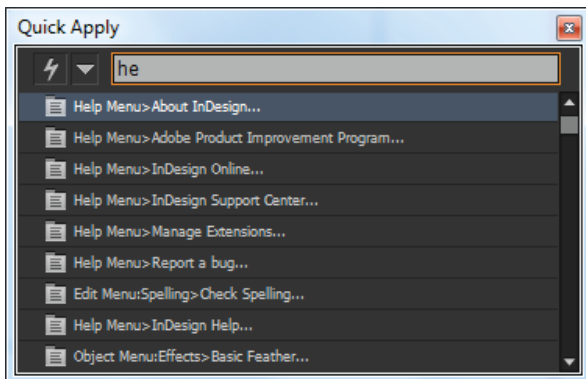 Quick Apply
he
Help Menu>About InDesign...
Help Menu>Adobe Product Improvement Program...
Help Menu>InDesign Online...
Help Menu>InDesign Support Center...
Help Menu>Manage Extensions...
Help Menu>Report a bug...
Edit Menu:Spelling>Check Spelling...
Help Menu>InDesign Help...
Object Menu:Effects>Basic Feather...